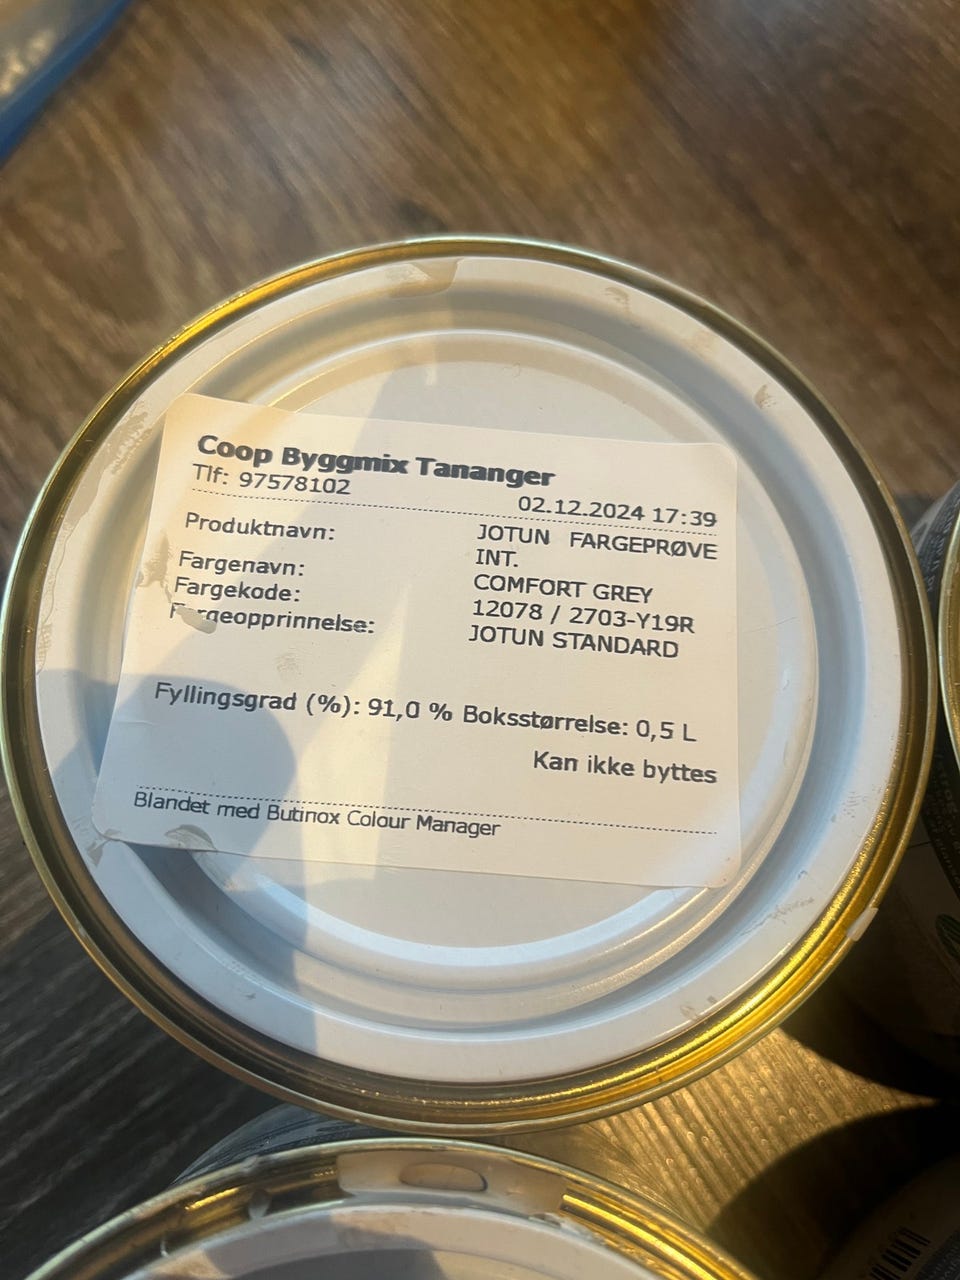 Coop Byggmix Tananger
Tlf: 97578102
02.12.2024 17:39
Produktnavn: JOTUN FARGEPRØVE
INT.
Fargenavn: COMFORT GREY
Fargekode: 12078 / 2703-Y19R
Fargeopprinnelse: JOTUN STANDARD
Fyllingsgrad (%): 91,0 % Boksstørrelse: 0,5 L
Kan ikke byttes
Blandet med Butinox Colour Manager